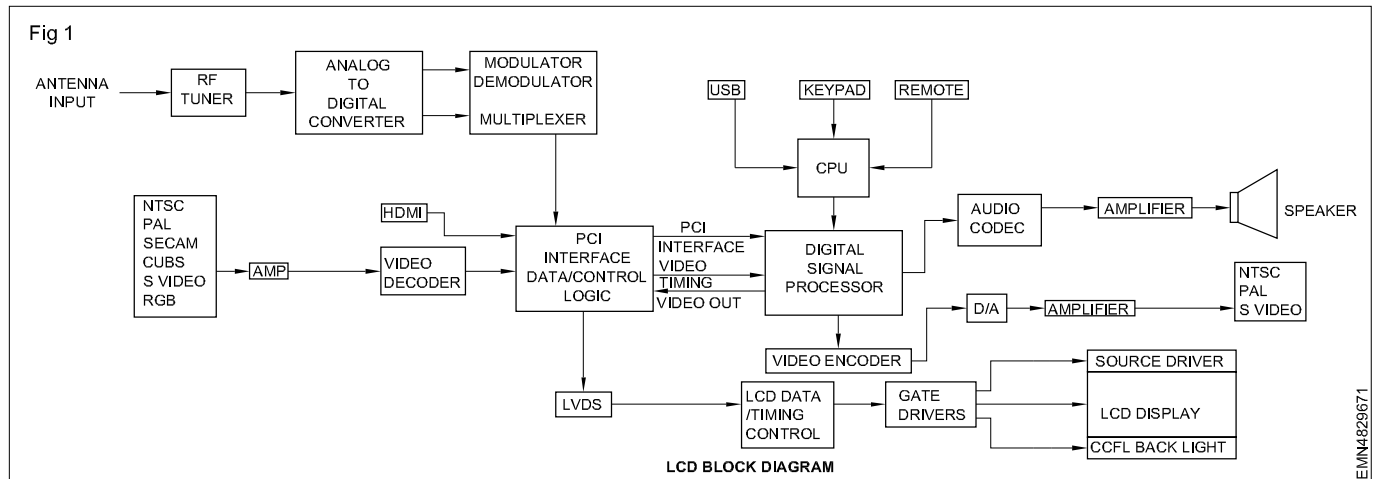 Fig 1
ANTENNA
INPUT
RF
TUNER
ANALOG
TO
DIGITAL
CONVERTER
MODULATOR
DEMODULATOR
MULTIPLEXER
USB
KEYPAD
REMOTE
CPU
NTSC
PAL
SECAM
CUBS
S VIDEO
RGB
AMP
HDMI
VIDEO
DECODER
PCI
INTERFACE
DATA/CONTROL
LOGIC
PCI
INTERFACE
VIDEO
TIMING
VIDEO OUT
DIGITAL
SIGNAL
PROCESSOR
AUDIO
CODEC
AMPLIFIER
SPEAKER
VIDEO ENCODER
D/A
AMPLIFIER
NTSC
PAL
S VIDEO
LVDS
LCD DATA
/TIMING
CONTROL
GATE
DRIVERS
SOURCE DRIVER
LCD DISPLAY
CCFL BACK LIGHT
LCD BLOCK DIAGRAM
EMN4829671